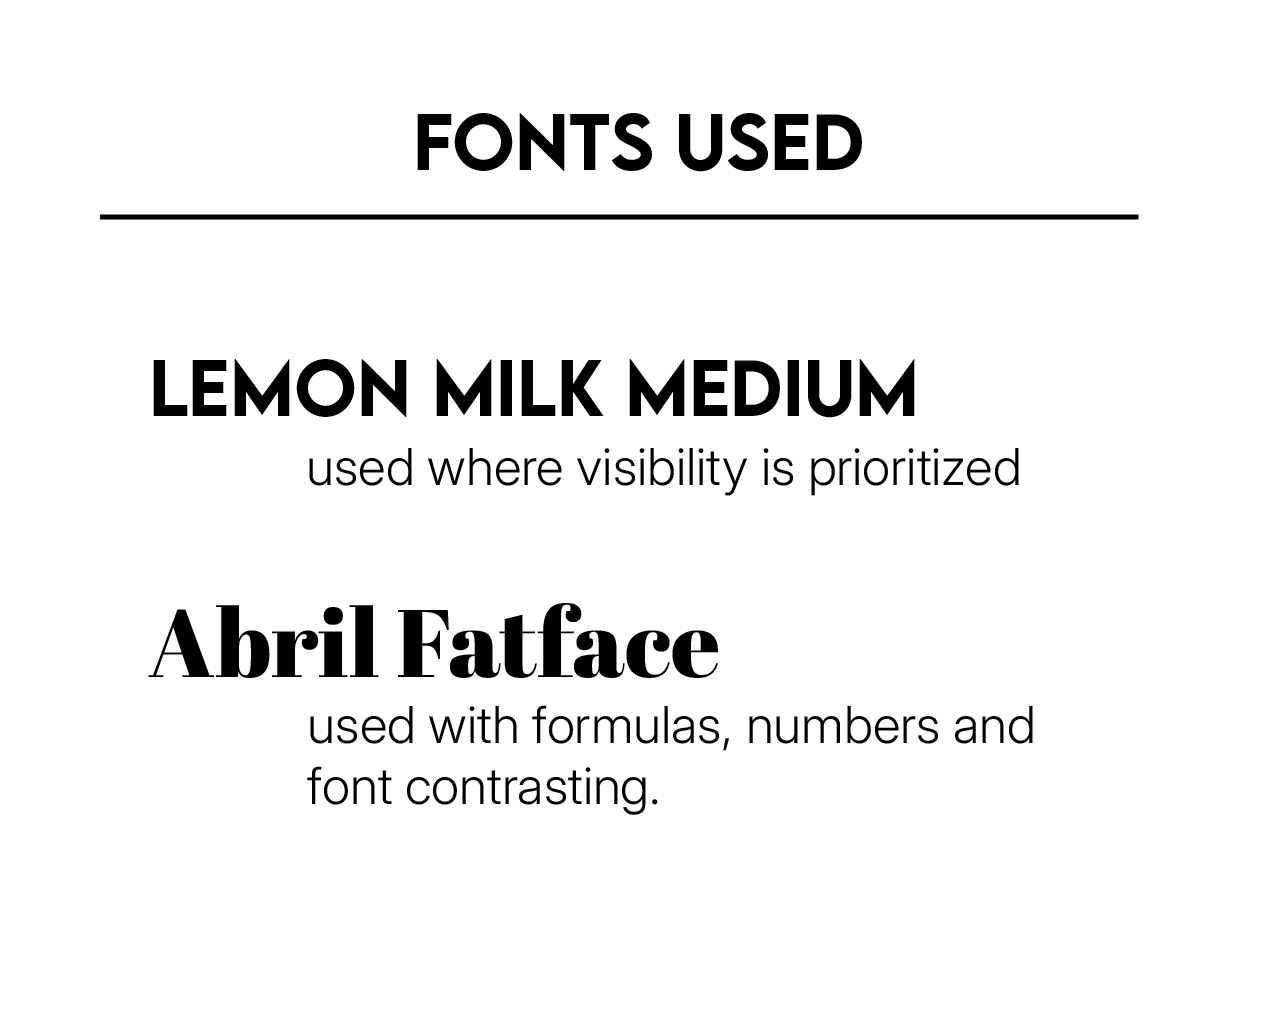 FONTS USED
LEMON MILK MEDIUM
used where visibility is prioritized
Abril Fatface
used with formulas, numbers and
font contrasting.